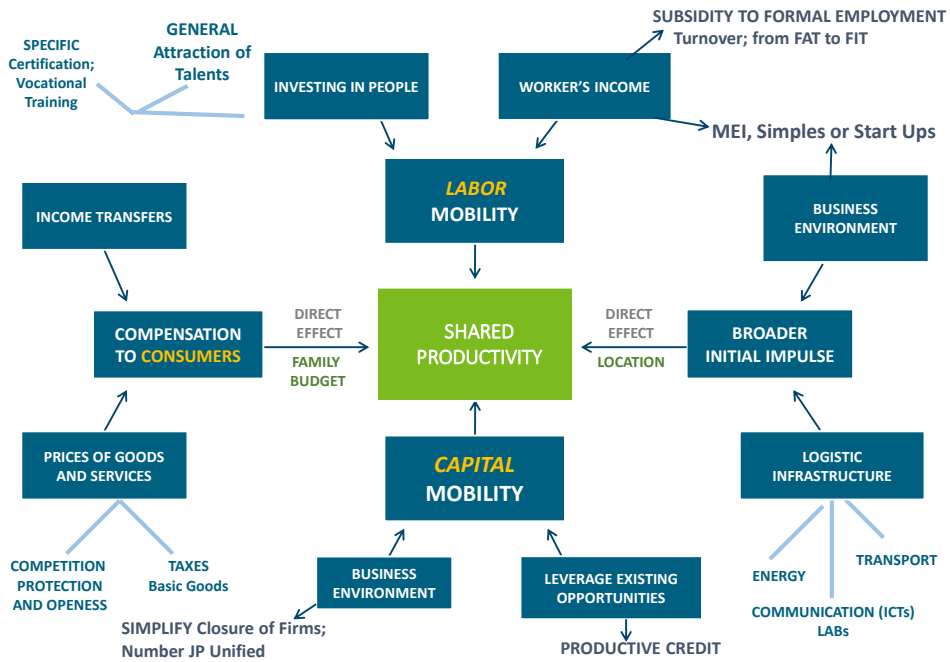 SUBSIDITY TO FORMAL EMPLOYMENT
Turnover; from FAT to FIT
GENERAL
Attraction of
Talents
SPECIFIC
Certification;
Vocational
Training
INVESTING IN PEOPLE
WORKER'S INCOME
MEI, Simples or Start Ups
LABOR
MOBILITY
INCOME TRANSFERS
BUSINESS
ENVIRONMENT
COMPENSATION
TO CONSUMERS
DIRECT
EFFECT
FAMILY
BUDGET
SHARED
PRODUCTIVITY
DIRECT
EFFECT
LOCATION
BROADER
INITIAL IMPULSE
PRICES OF GOODS
AND SERVICES
CAPITAL
MOBILITY
LOGISTIC
INFRASTRUCTURE
COMPETITION
PROTECTION
AND OPENESS
TAXES
Basic Goods
BUSINESS
ENVIRONMENT
LEVERAGE EXISTING
OPPORTUNITIES
ENERGY
TRANSPORT
COMMUNICATION (ICTs)
LABs
SIMPLIFY Closure of Firms;
Number JP Unified
PRODUCTIVE CREDIT